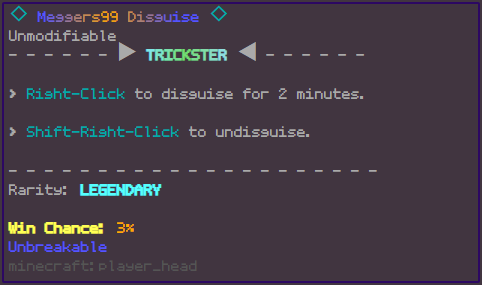 ◇ Meggers99 Disguise ◇
Unmodifiable
- - - - - - ▶ TRICKSTER ◀ - - - - - -
> Right-Click to disguise for 2 minutes.
> Shift-Right-Click to undisguise.
- - - - - - - - - - - - - - - - - - - - - -
Rarity: LEGENDARY
Win Chance: 3%
Unbreakable
minecraft:player_head